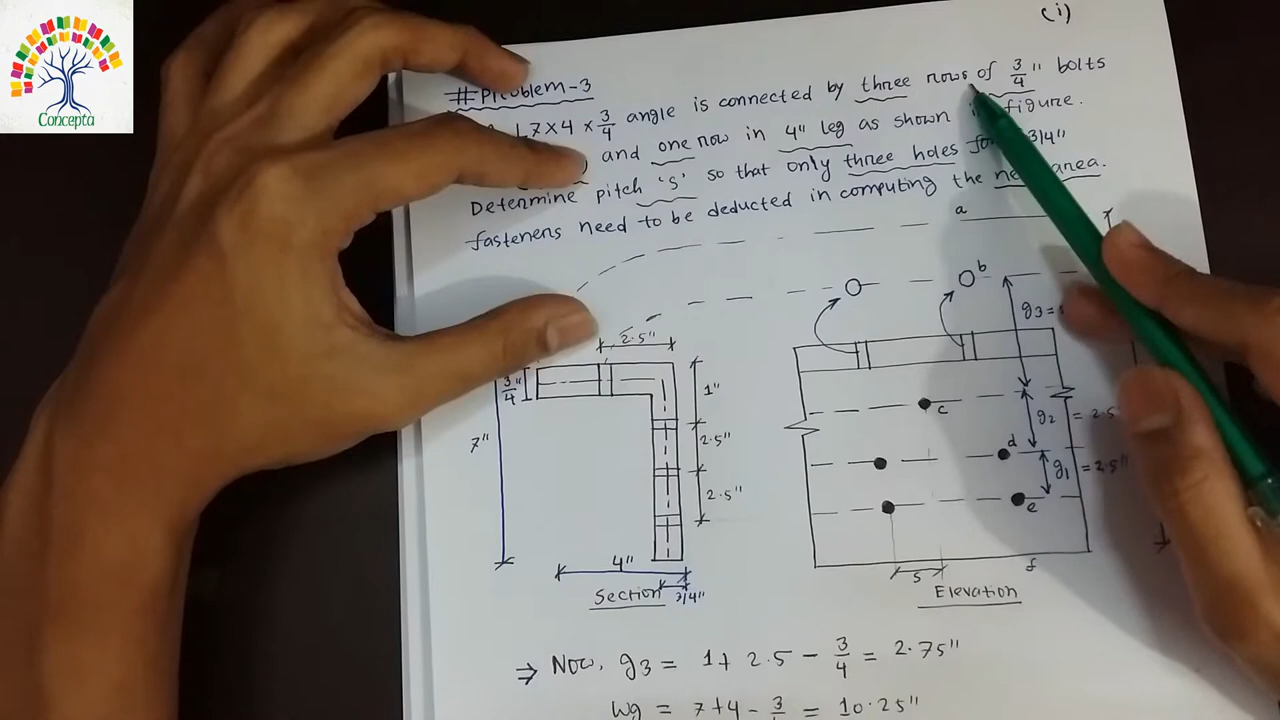 Concepta
(i)
# Problem-3
L7×4×3/4 angle is connected by three rows of 3/4" bolts
and one row in 4" leg as shown figure.
Determine pitch 's' so that only three holes 3/4"
fasteners need to be deducted in computing the area.
a
b
g3=
2.5"
3/4"
1"
c
g2 = 2.5
7"
2.5"
d
g1 = 2.5"
2.5"
e
4"
f
s
Section
3/4"
Elevation
⇒ Now, g3 = 1+ 2.5 - 3/4 = 2.75"
Wg = 7+4 - = 10.25"